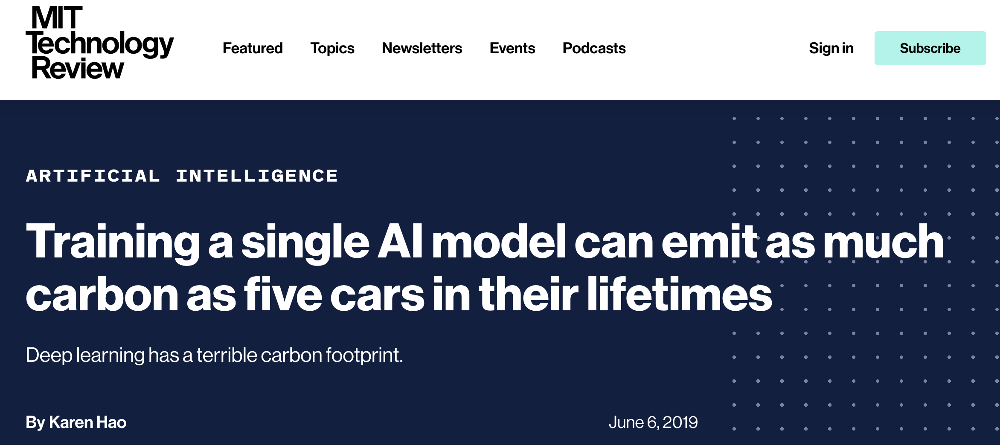 MIT
Technology
Review
Featured Topics Newsletters Events Podcasts Sign in Subscribe
ARTIFICIAL INTELLIGENCE
Training a single AI model can emit as much
carbon as five cars in their lifetimes
Deep learning has a terrible carbon footprint.
By Karen Hao June 6, 2019